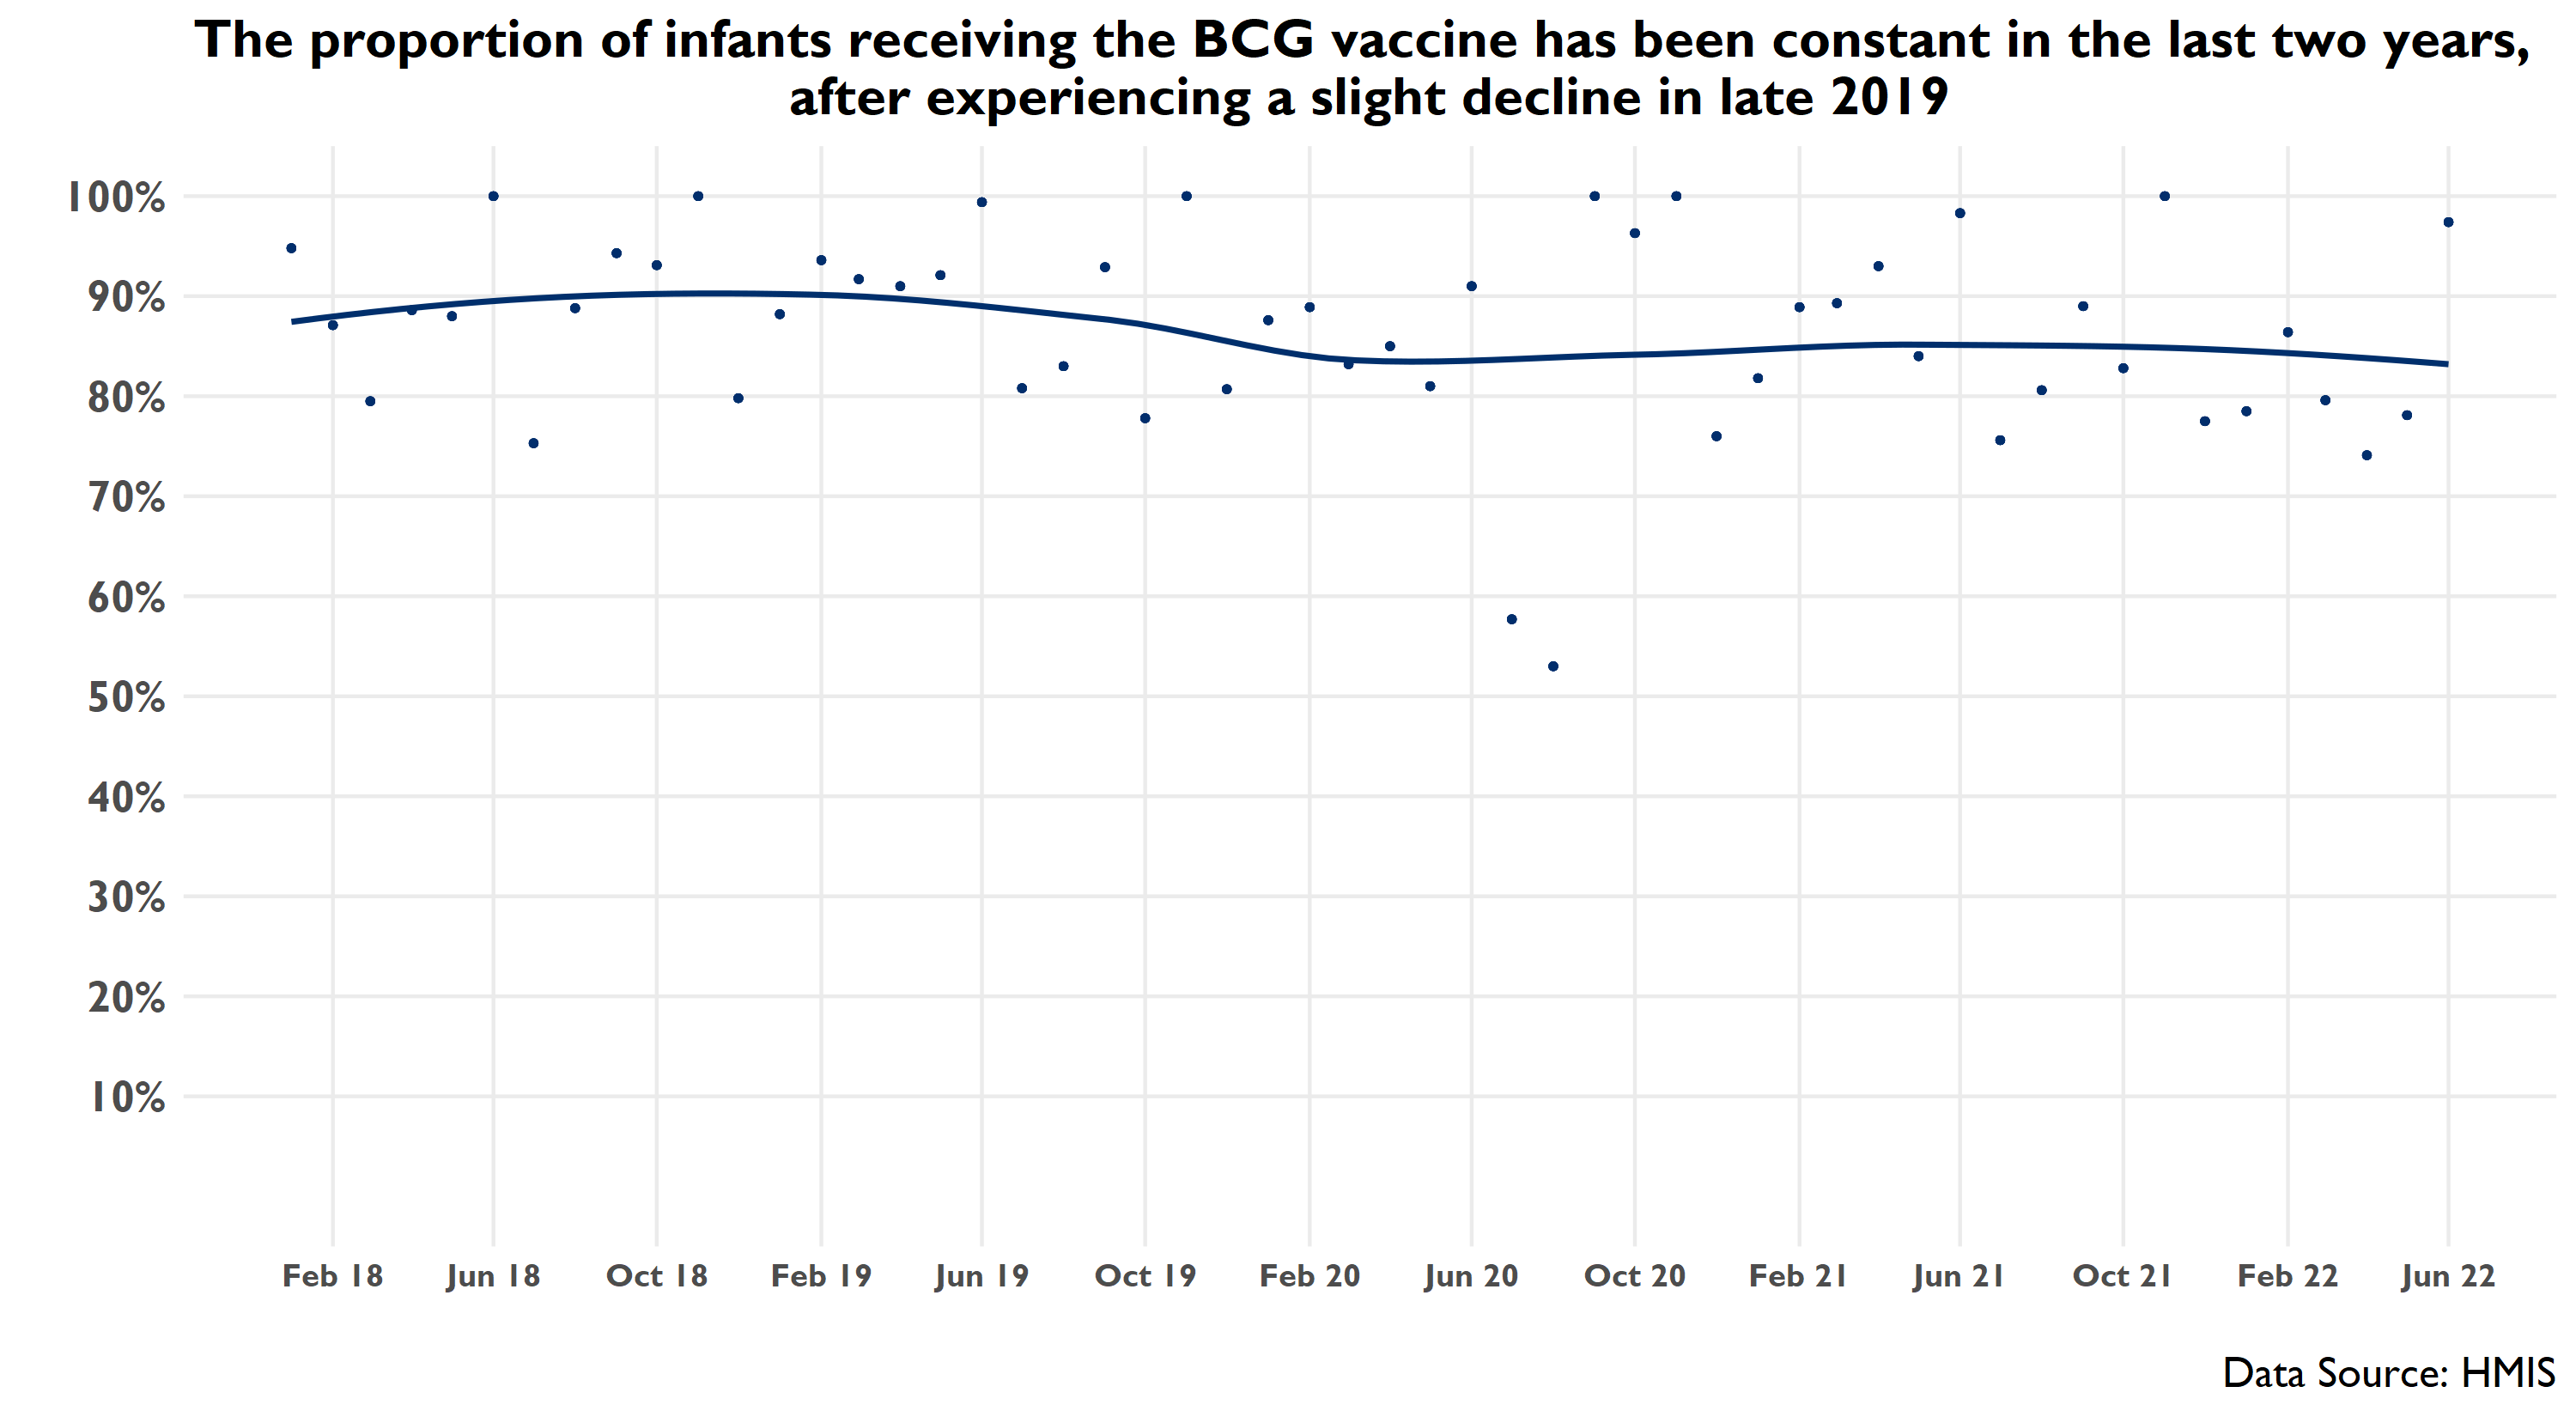 The proportion of infants receiving the BCG vaccine has been constant in the last two years,
after experiencing a slight decline in late 2019
100%
90%
80%
70%
60%
50%
40%
30%
20%
10%
Feb 18 Jun 18 Oct 18 Feb 19 Jun 19 Oct 19 Feb 20 Jun 20 Oct 20 Feb 21 Jun 21 Oct 21 Feb 22 Jun 22
Data Source: HMIS